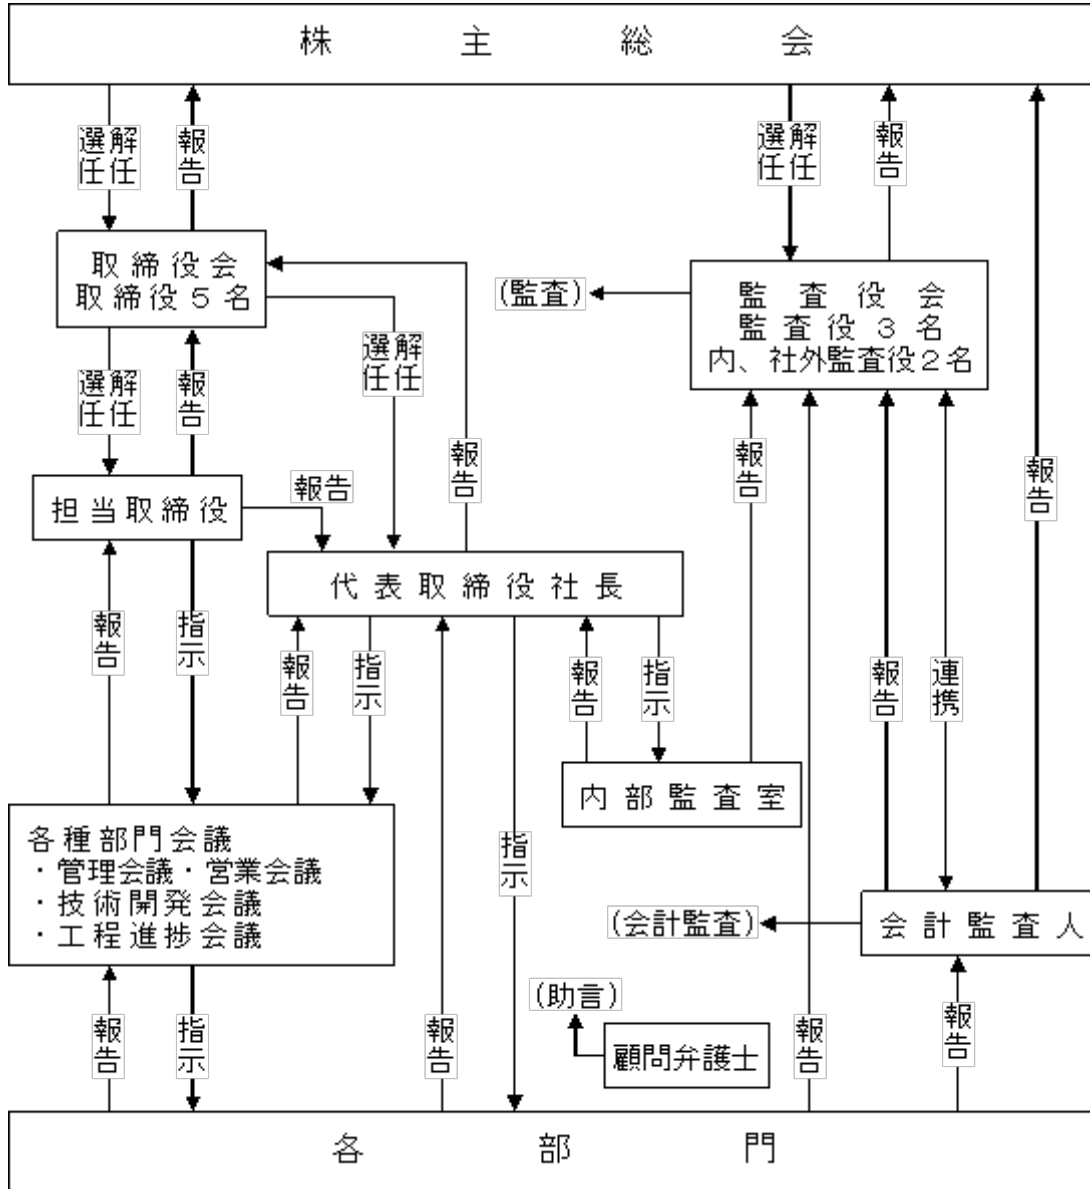 株主総会
選任 解任
報告
選任 解任
報告
取締役会
取締役5名
(監査)
監査役会
監査役3名
内、社外監査役2名
選任 解任
報告
選任 解任
報告
報告
報告
報告
担当取締役
代表取締役社長
報告
指示
報告
指示
報告
指示
報告
連携
内部監査室
各種部門会議
・管理会議・営業会議
・技術開発会議
・工程進捗会議
指示
(会計監査)
会計監査人
(助言)
顧問弁護士
報告
指示
報告
報告
報告
各部門